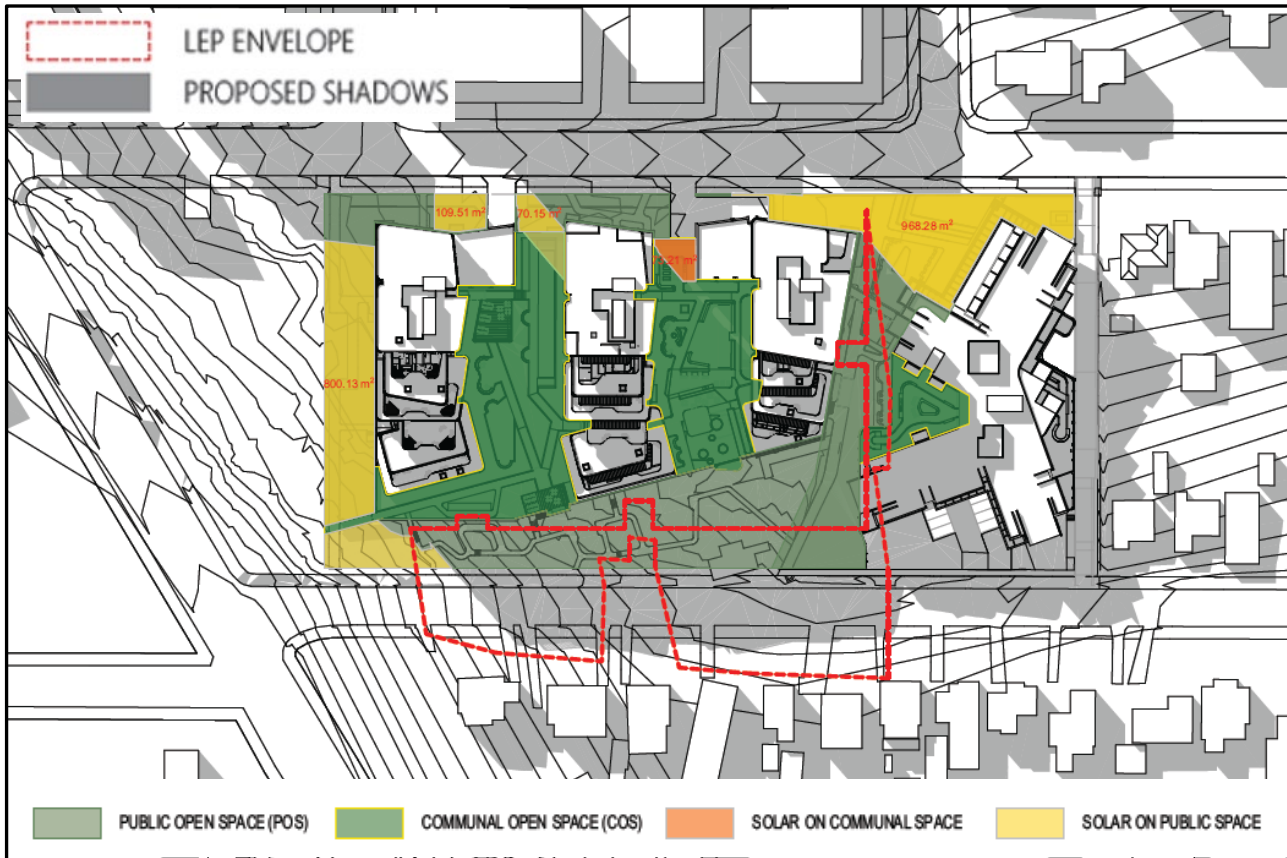 LEP ENVELOPE
PROPOSED SHADOWS
109.51 m²
70.15 m²
968.28 m²
800.13 m²
PUBLIC OPEN SPACE (POS)
COMMUNAL OPEN SPACE (COS)
SOLAR ON COMMUNAL SPACE
SOLAR ON PUBLIC SPACE